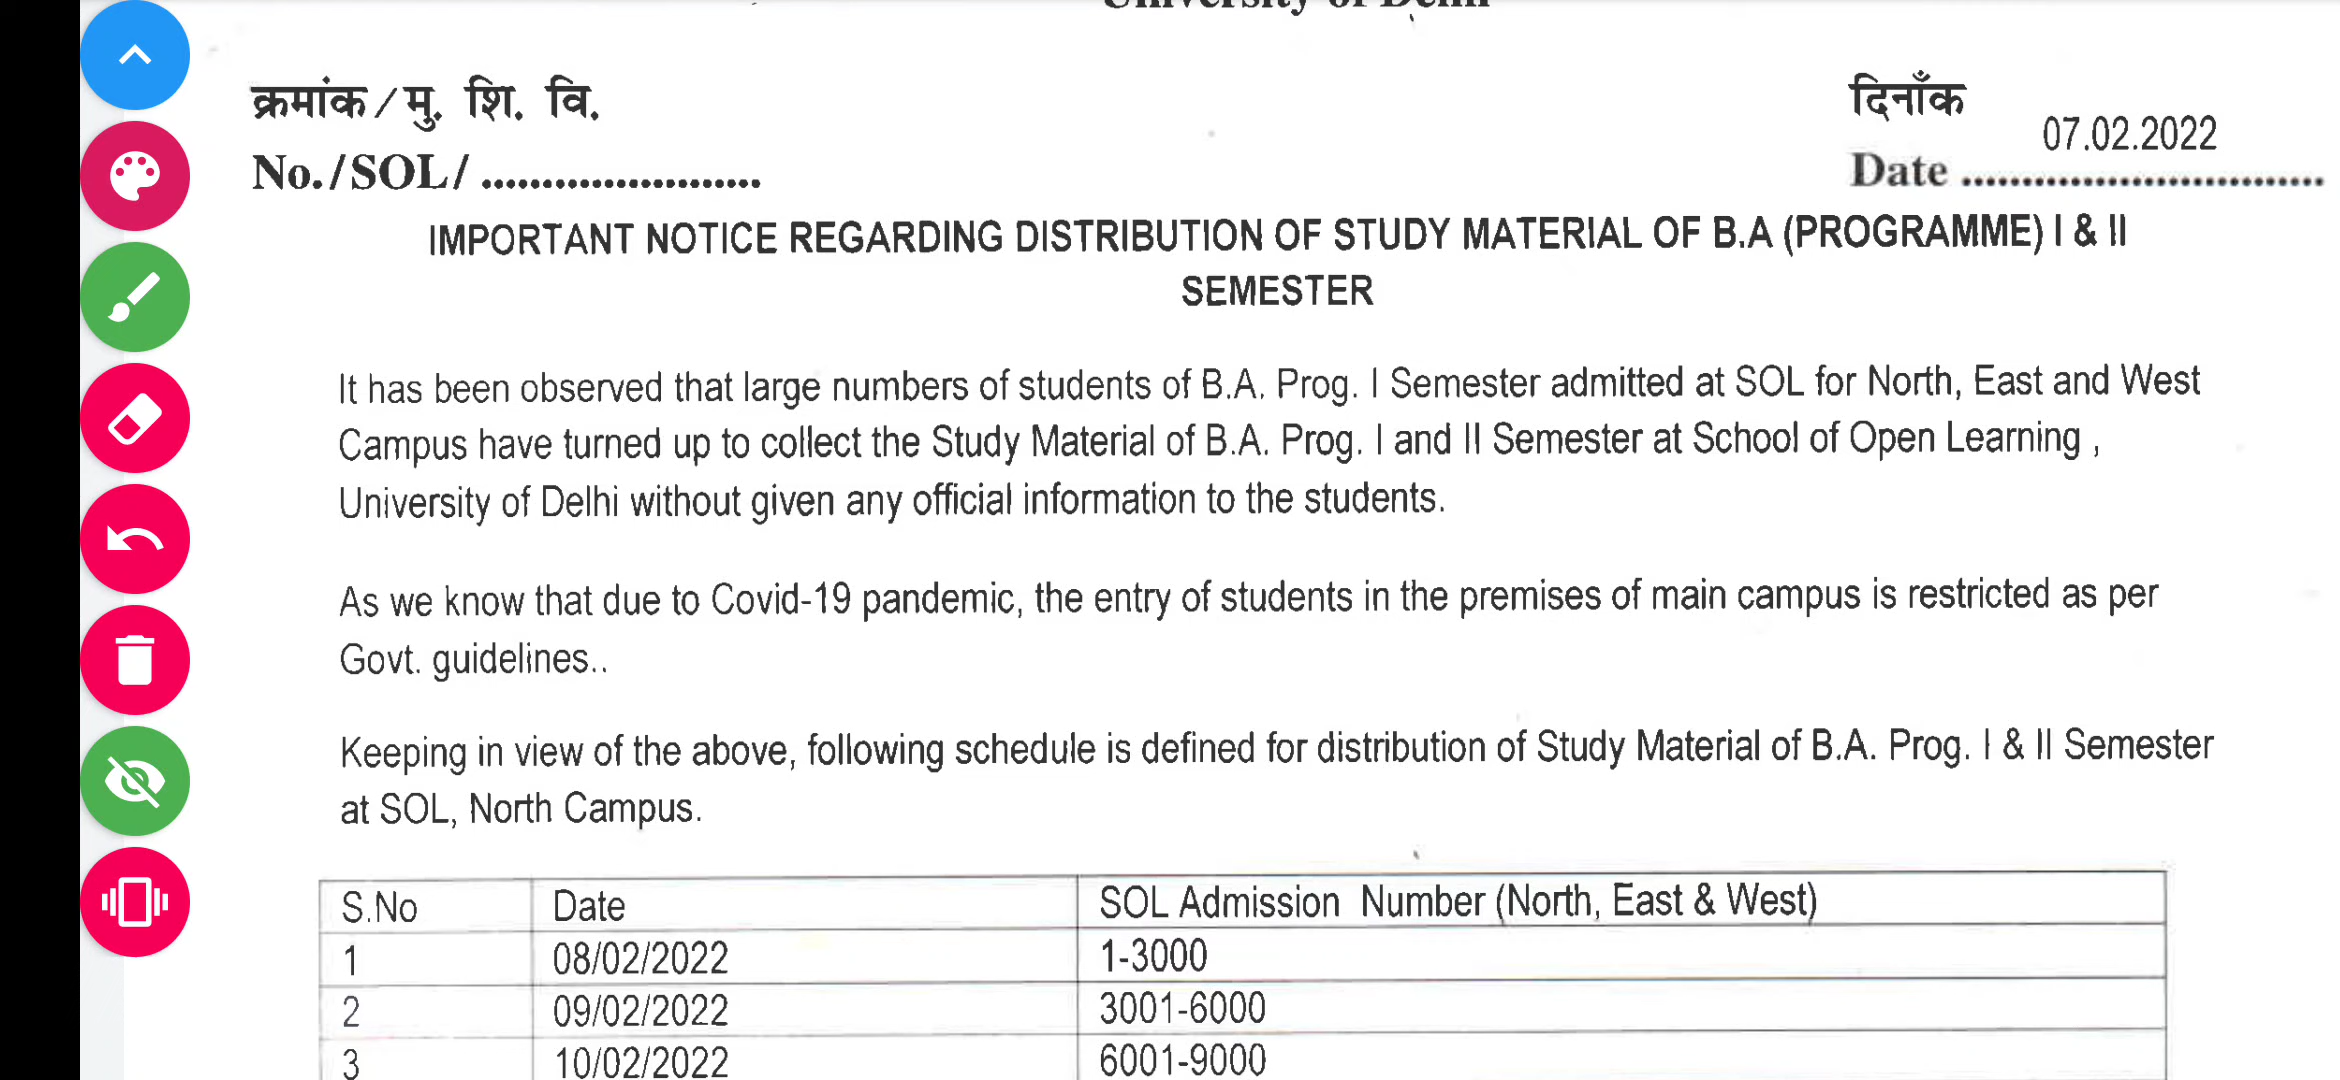 University of Delhi
क्रमांक/मु. शि. वि.
दिनाँक
07.02.2022
No./SOL/ .......................
Date ..............................
IMPORTANT NOTICE REGARDING DISTRIBUTION OF STUDY MATERIAL OF B.A (PROGRAMME) I & II
SEMESTER
It has been observed that large numbers of students of B.A. Prog. I Semester admitted at SOL for North, East and West
Campus have turned up to collect the Study Material of B.A. Prog. I and II Semester at School of Open Learning ,
University of Delhi without given any official information to the students.
As we know that due to Covid-19 pandemic, the entry of students in the premises of main campus is restricted as per
Govt. guidelines..
Keeping in view of the above, following schedule is defined for distribution of Study Material of B.A. Prog. I & II Semester
at SOL, North Campus.
S.No Date SOL Admission Number (North, East & West)
1 08/02/2022 1-3000
2 09/02/2022 3001-6000
3 10/02/2022 6001-9000